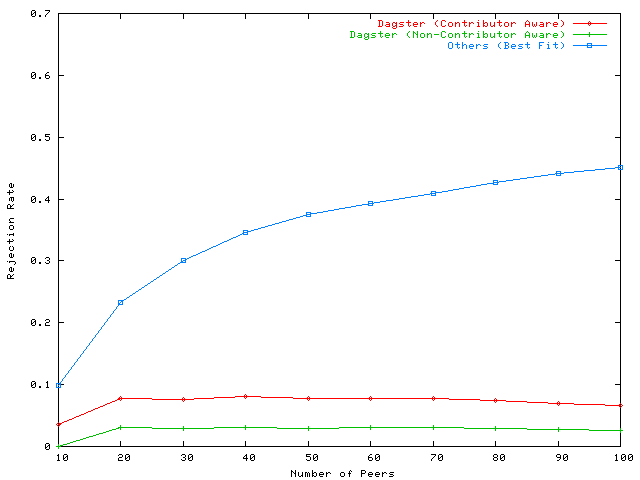 0.7
0.6
0.5
0.4
0.3
0.2
0.1
0
Rejection Rate
Dagster (Contributor Aware)
Dagster (Non-Contributor Aware)
Others (Best Fit)
10 20 30 40 50 60 70 80 90 100
Number of Peers